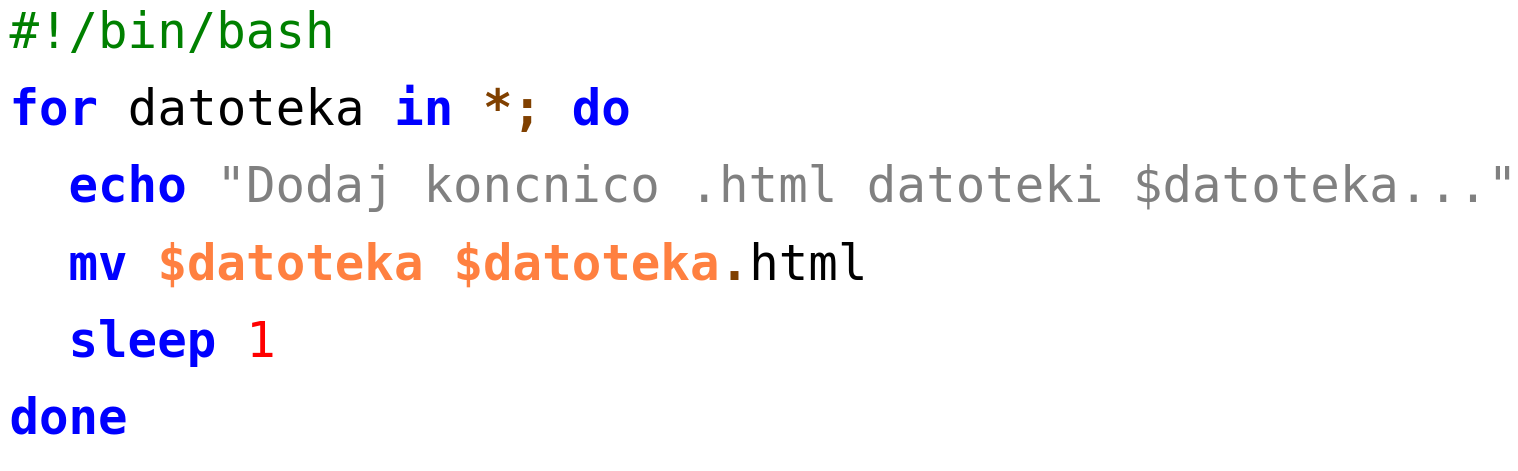 #!/bin/bash
for datoteka in *; do
  echo "Dodaj koncnico .html datoteki $datoteka..."
  mv $datoteka $datoteka.html
  sleep 1
done